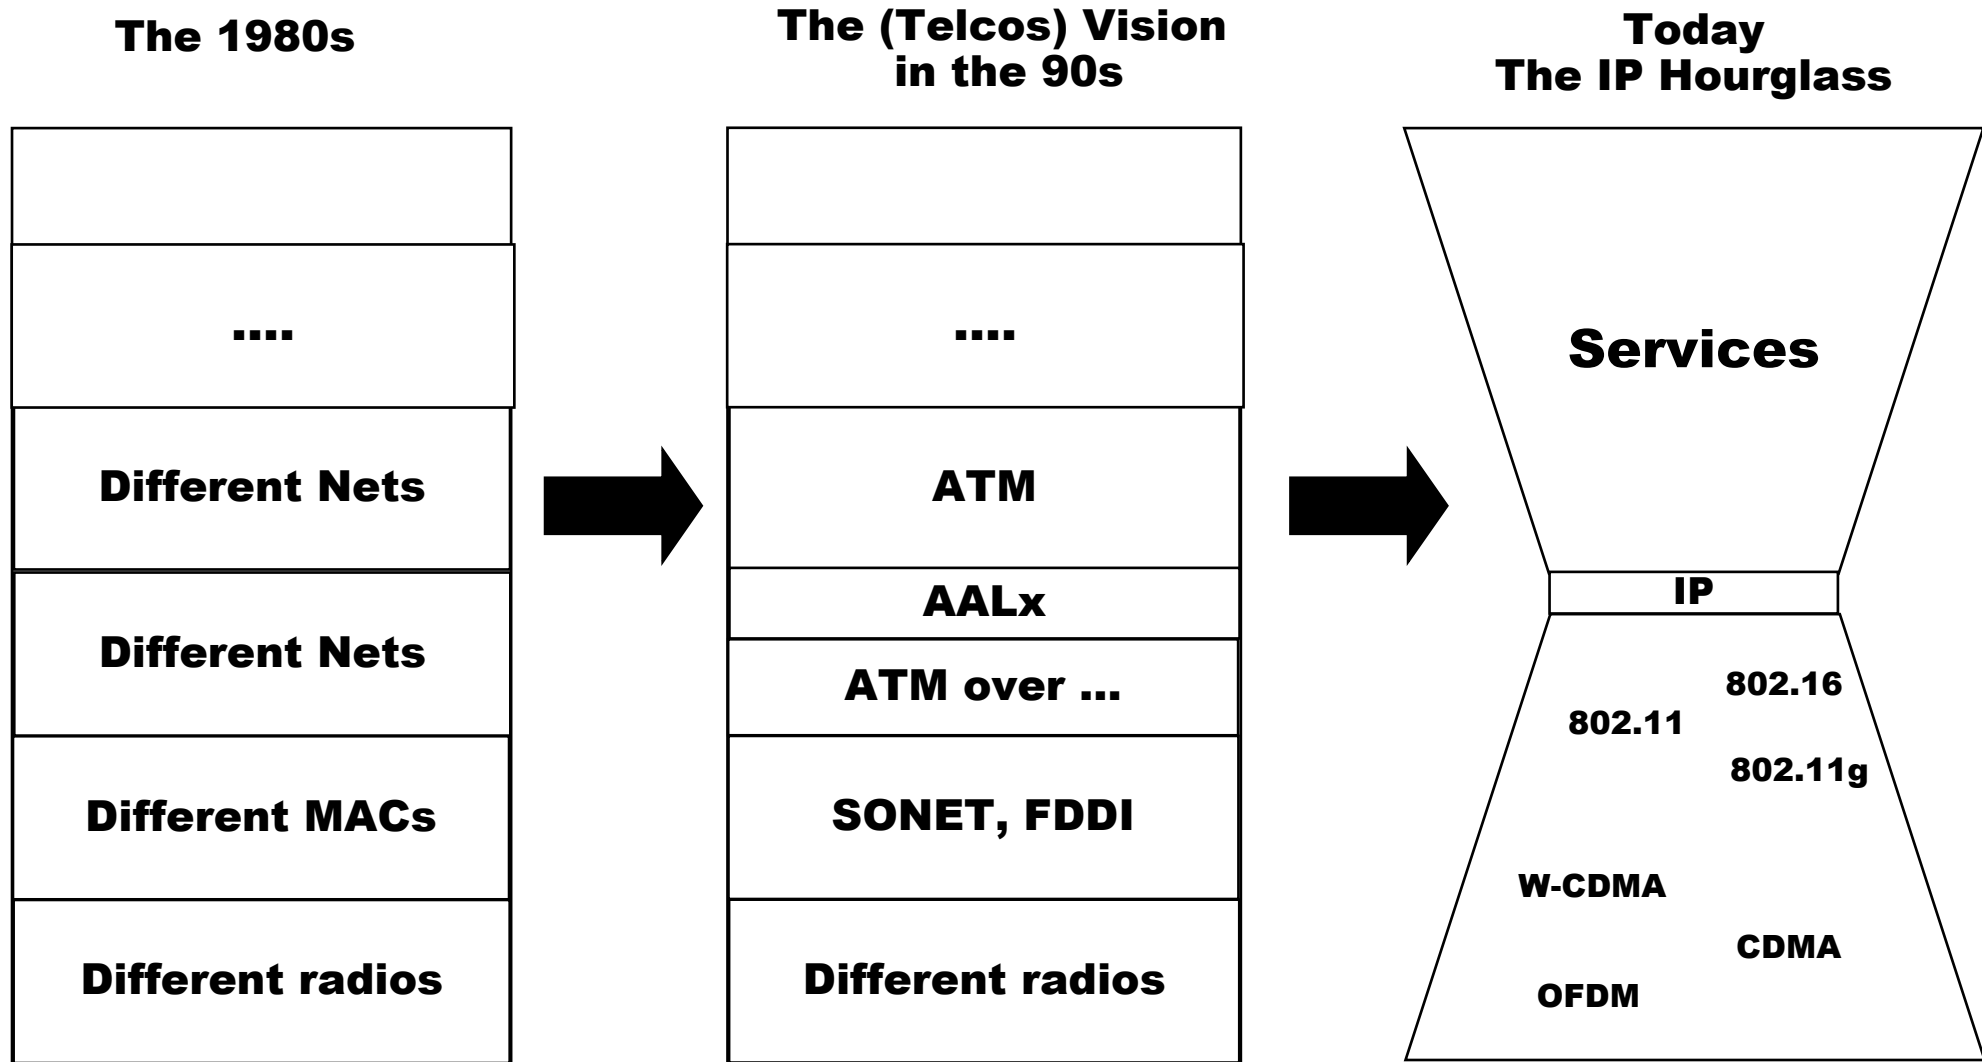 The 1980s
....
Different Nets
Different Nets
Different MACs
Different radios
The (Telcos) Vision
in the 90s
....
ATM
AALx
ATM over ...
SONET, FDDI
Different radios
Today
The IP Hourglass
Services
IP
802.16
802.11
802.11g
W-CDMA
CDMA
OFDM